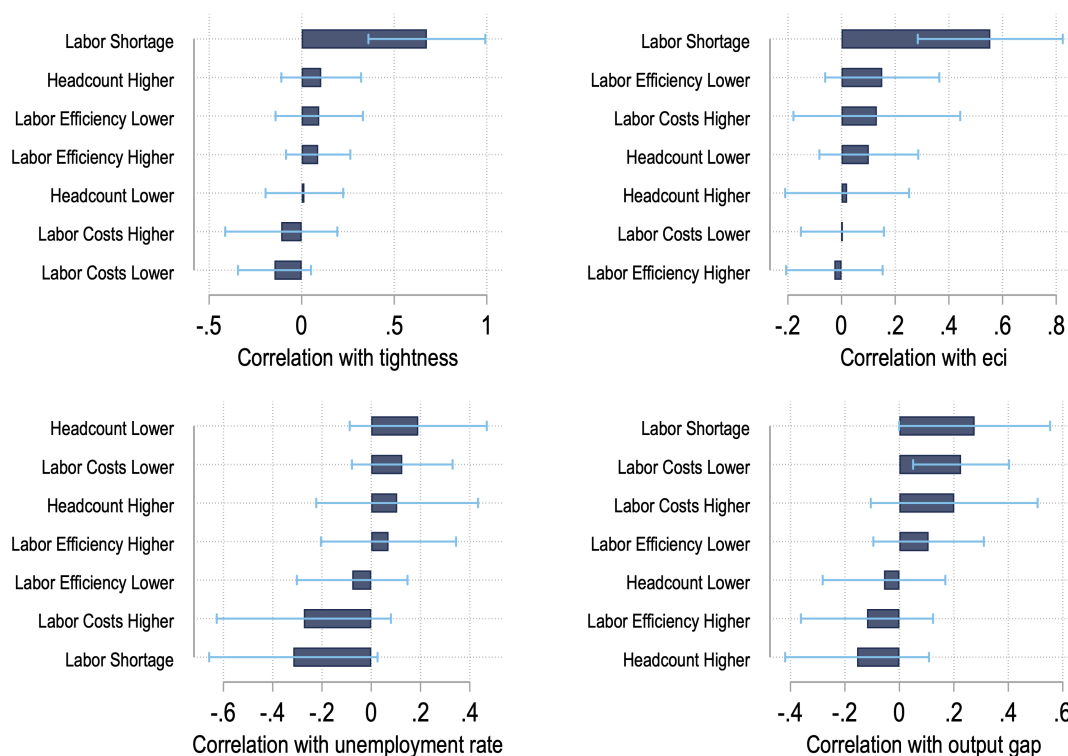 Labor Shortage
Headcount Higher
Labor Efficiency Lower
Labor Efficiency Higher
Headcount Lower
Labor Costs Higher
Labor Costs Lower
-.5 0 .5 1
Correlation with tightness
Labor Shortage
Labor Efficiency Lower
Labor Costs Higher
Headcount Lower
Headcount Higher
Labor Costs Lower
Labor Efficiency Higher
-.2 0 .2 .4 .6 .8
Correlation with eci
Headcount Lower
Labor Costs Lower
Headcount Higher
Labor Efficiency Higher
Labor Efficiency Lower
Labor Costs Higher
Labor Shortage
-.6 -.4 -.2 0 .2 .4
Correlation with unemployment rate
Labor Shortage
Labor Costs Lower
Labor Costs Higher
Labor Efficiency Lower
Headcount Lower
Labor Efficiency Higher
Headcount Higher
-.4 -.2 0 .2 .4 .6
Correlation with output gap